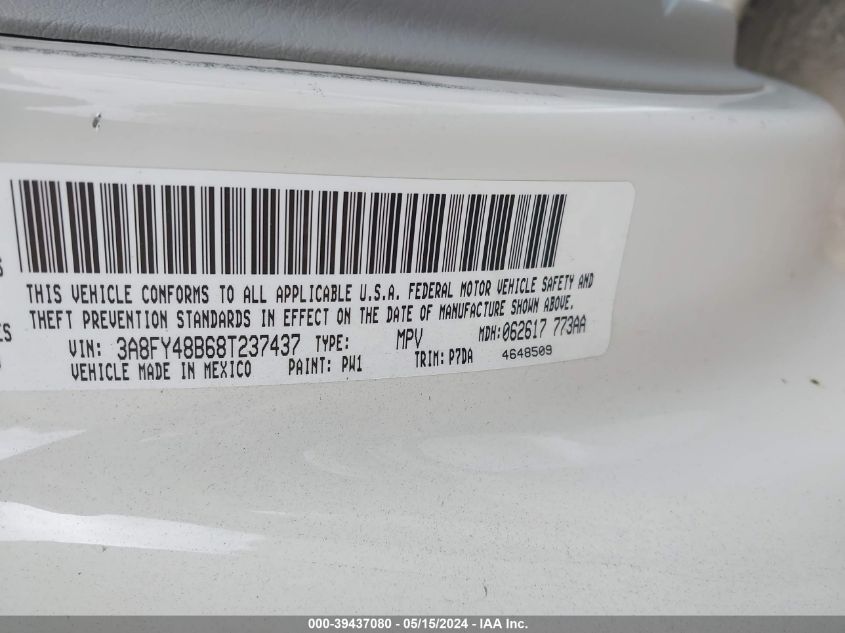 S
THIS VEHICLE CONFORMS TO ALL APPLICABLE U.S.A. FEDERAL MOTOR VEHICLE SAFETY AND
THEFT PREVENTION STANDARDS IN EFFECT ON THE DATE OF MANUFACTURE SHOWN ABOVE.
ES
VIN: 3A8FY48B68T237437 TYPE: MPV MDH:062617 773AA
VEHICLE MADE IN MEXICO PAINT: PW1 TRIM: P7DA 4648509
000-39437080 - 05/15/2024 - IAA Inc.